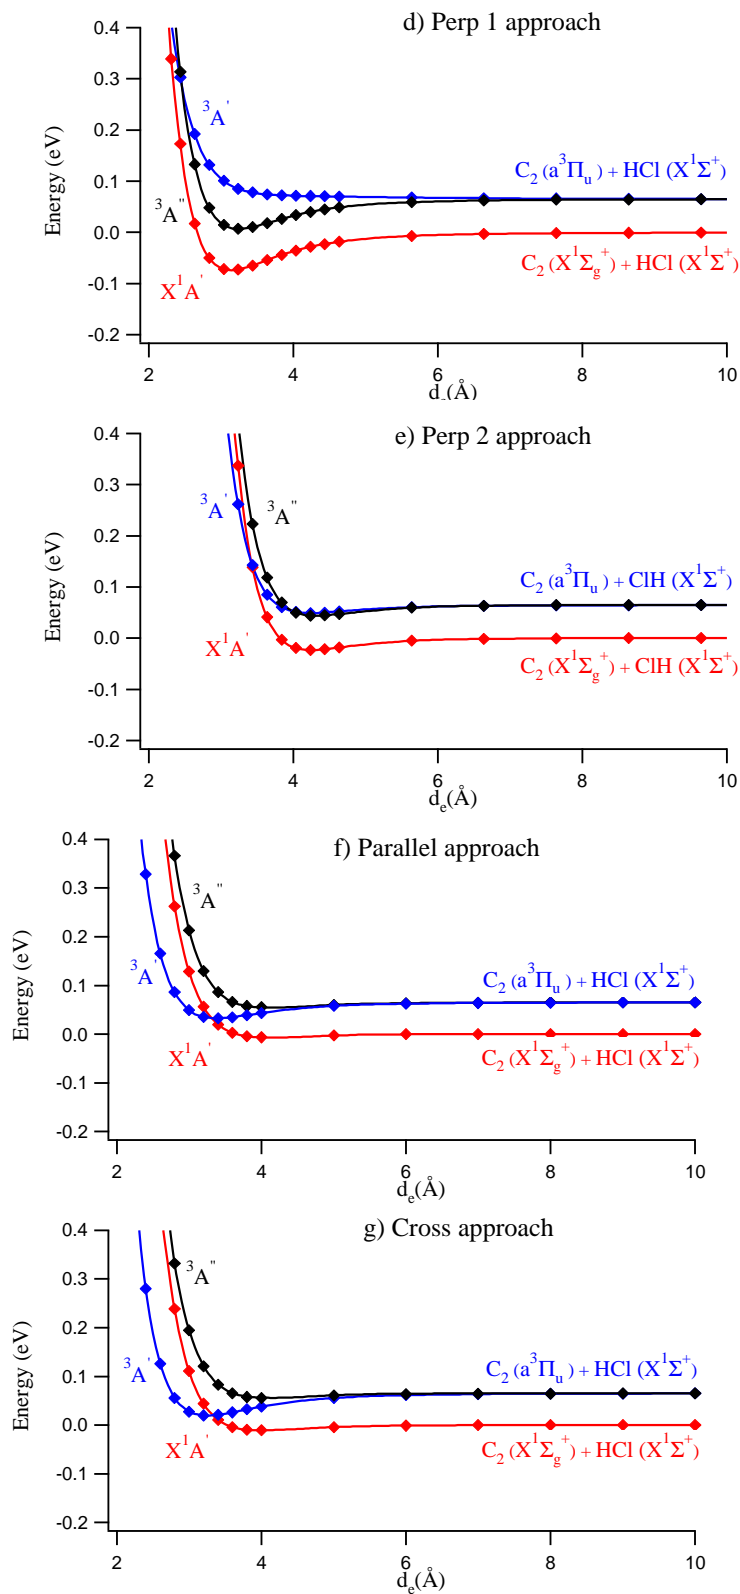 d) Perp 1 approach
0.4
0.3
0.2
0.1
0.0
-0.1
-0.2
Energy (eV)
³A'
³A"
X¹A'
C₂ (a³Πᵤ) + HCl (X¹Σ⁺)
C₂ (X¹Σg⁺) + HCl (X¹Σ⁺)
2 4 6 8 10
dₑ(Å)
e) Perp 2 approach
0.4
0.3
0.2
0.1
0.0
-0.1
-0.2
Energy (eV)
³A'
³A"
X¹A'
C₂ (a³Πᵤ) + ClH (X¹Σ⁺)
C₂ (X¹Σg⁺) + ClH (X¹Σ⁺)
2 4 6 8 10
dₑ(Å)
f) Parallel approach
0.4
0.3
0.2
0.1
0.0
-0.1
-0.2
Energy (eV)
³A"
³A'
X¹A'
C₂ (a³Πᵤ) + HCl (X¹Σ⁺)
C₂ (X¹Σg⁺) + HCl (X¹Σ⁺)
2 4 6 8 10
dₑ(Å)
g) Cross approach
0.4
0.3
0.2
0.1
0.0
-0.1
-0.2
Energy (eV)
³A"
³A'
X¹A'
C₂ (a³Πᵤ) + HCl (X¹Σ⁺)
C₂ (X¹Σg⁺) + HCl (X¹Σ⁺)
2 4 6 8 10
dₑ(Å)